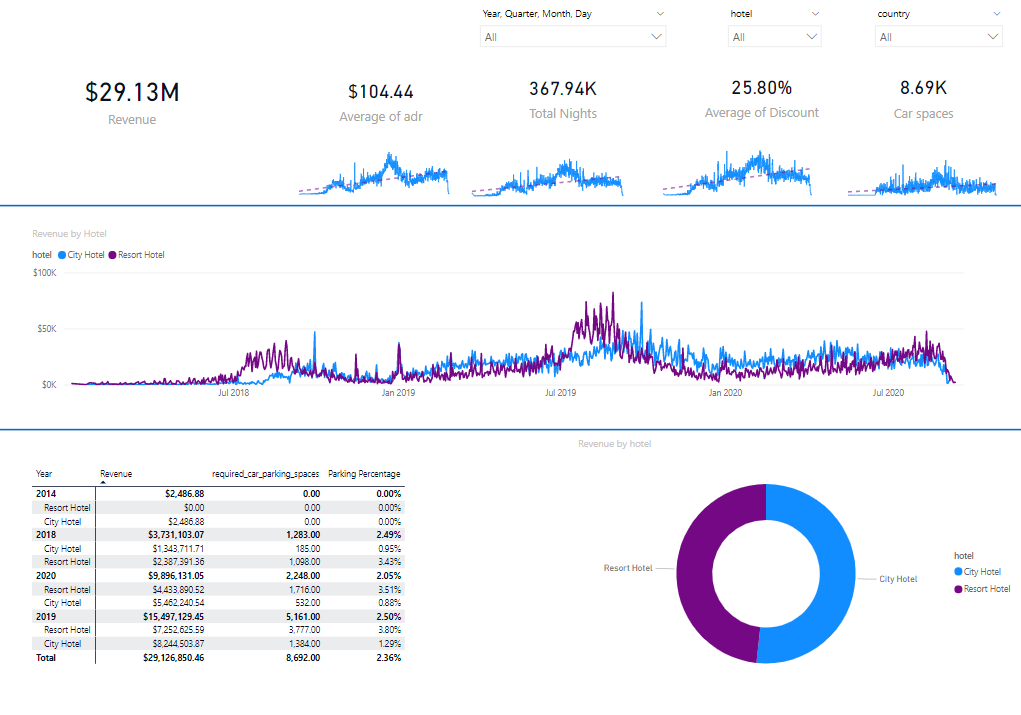 Year, Quarter, Month, Day hotel country
All All All
$29.13M $104.44 367.94K 25.80% 8.69K
Revenue Average of adr Total Nights Average of Discount Car spaces
Revenue by Hotel
hotel City Hotel Resort Hotel
$100K
$50K
$0K
Jul 2018 Jan 2019 Jul 2019 Jan 2020 Jul 2020
Year Revenue required_car_parking_spaces Parking Percentage
2014 $2,486.88 0.00 0.00%
Resort Hotel $0.00 0.00 0.00%
City Hotel $2,486.88 0.00 0.00%
2018 $3,731,103.07 1,283.00 2.49%
City Hotel $1,343,711.71 185.00 0.95%
Resort Hotel $2,387,391.36 1,098.00 3.43%
2020 $9,896,131.05 2,248.00 2.05%
Resort Hotel $4,433,890.52 1,716.00 3.51%
City Hotel $5,462,240.54 532.00 0.88%
2019 $15,497,129.45 5,161.00 2.50%
Resort Hotel $7,252,625.59 3,777.00 3.80%
City Hotel $8,244,503.87 1,384.00 1.29%
Total $29,126,850.46 8,692.00 2.36%
Revenue by hotel
Resort Hotel
City Hotel
hotel
City Hotel
Resort Hotel